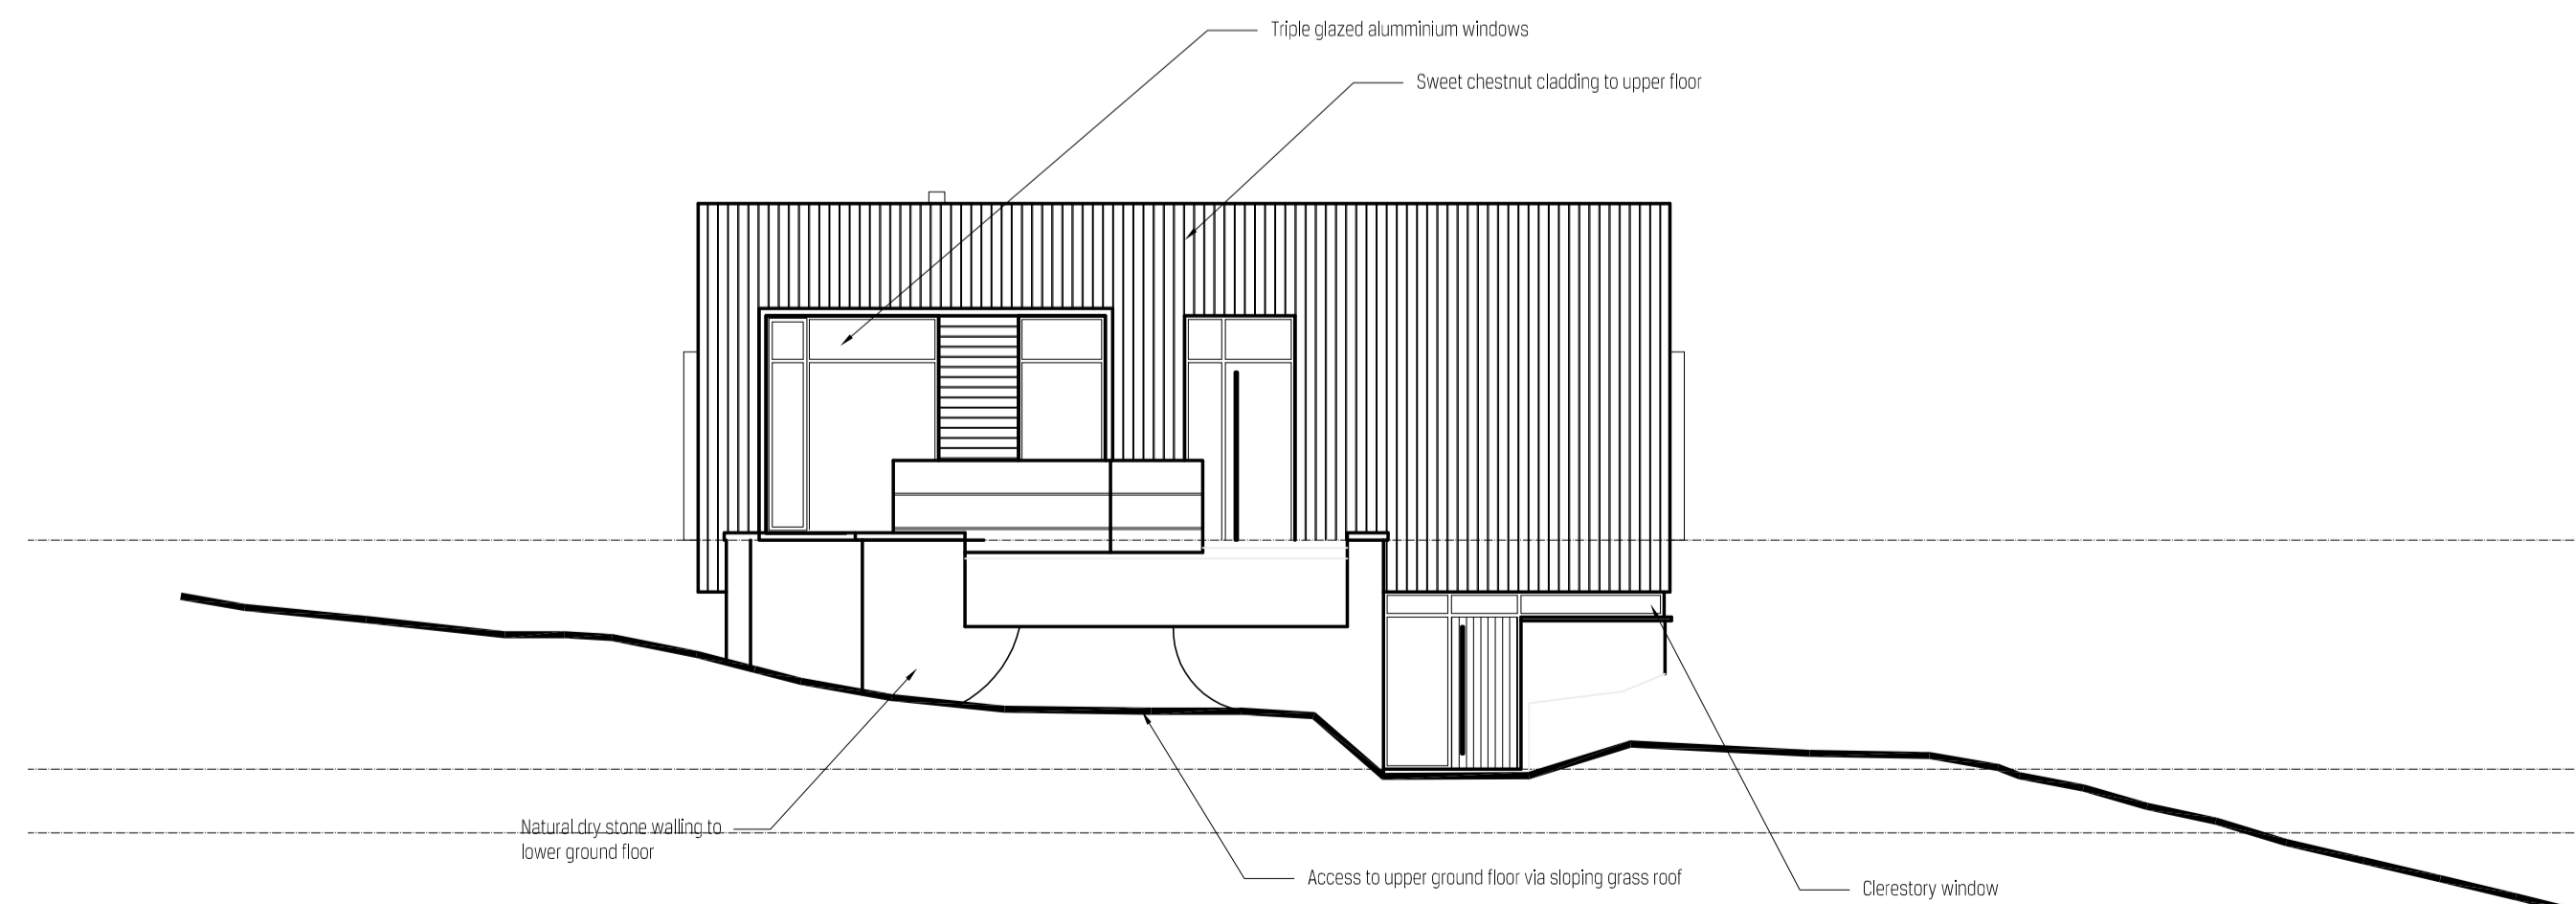 Triple glazed alumminium windows
Sweet chestnut cladding to upper floor
Natural dry stone walling to
lower ground floor
Access to upper ground floor via sloping grass roof
Clerestory window